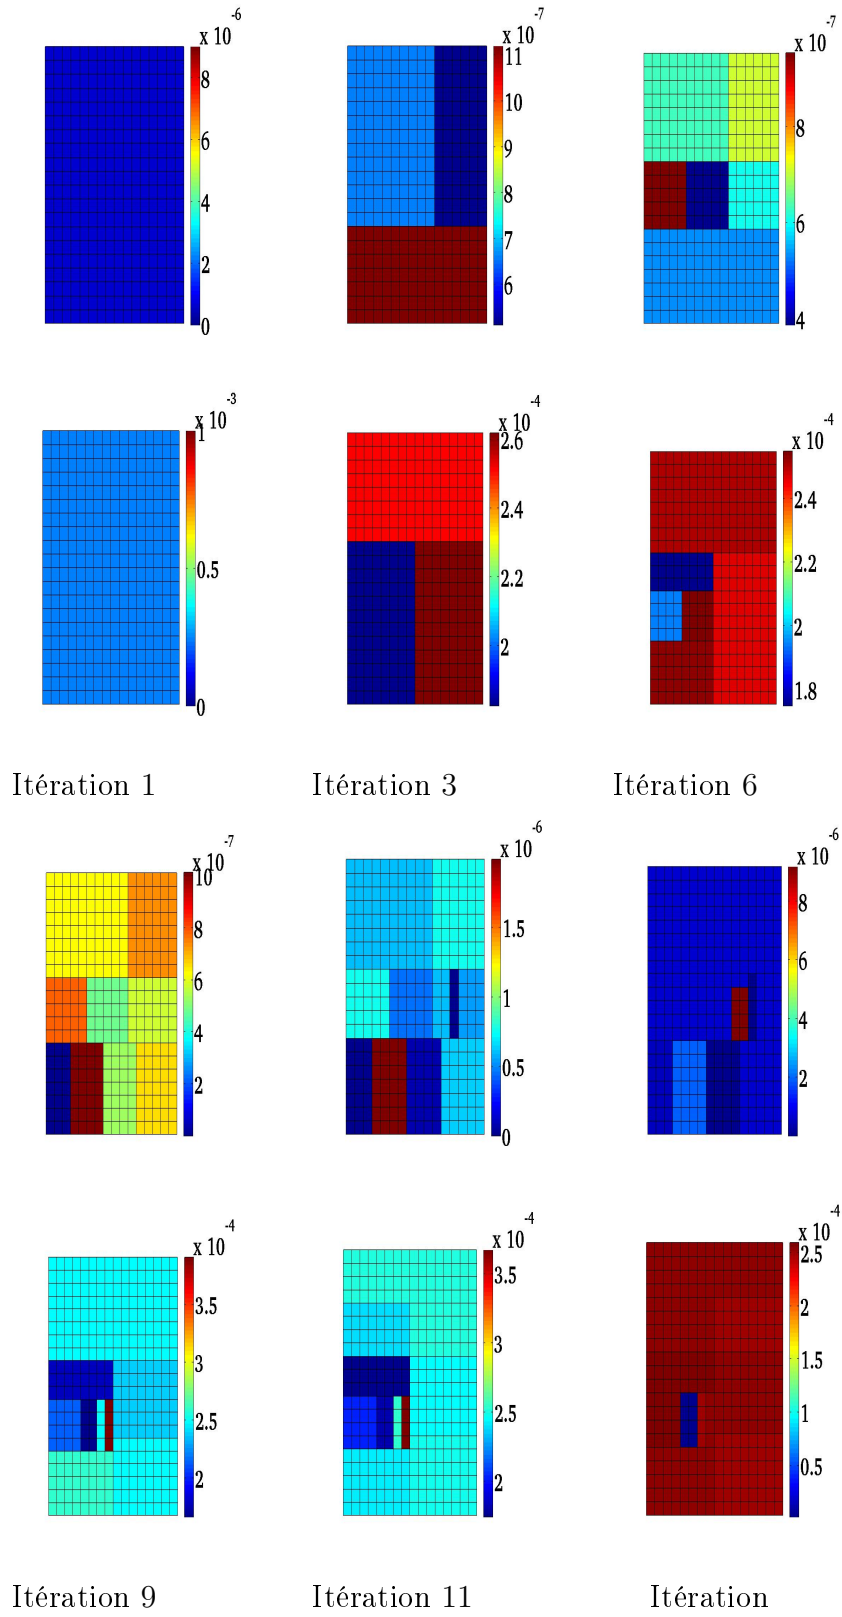 x 10 -6
8
6
4
2
0
x 10 -7
11
10
9
8
7
6
x 10 -7
8
6
4
x 10 -3
1
0.5
0
x 10 -4
2.6
2.4
2.2
2
x 10 -4
2.4
2.2
2
1.8
Itération 1
Itération 3
Itération 6
x 10 -7
10
8
6
4
2
x 10 -6
1.5
1
0.5
0
x 10 -6
8
6
4
2
x 10 -4
3.5
3
2.5
2
x 10 -4
3.5
3
2.5
2
x 10 -4
2.5
2
1.5
1
0.5
Itération 9
Itération 11
Itération